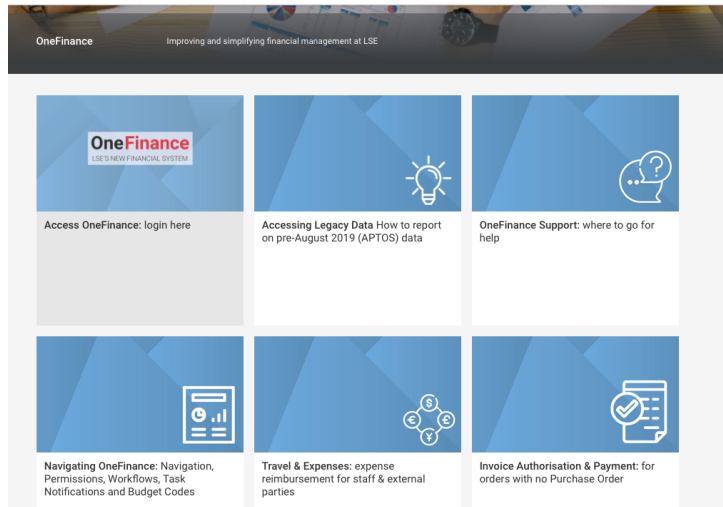 OneFinance
Improving and simplifying financial management at LSE
OneFinance
LSE'S NEW FINANCIAL SYSTEM
Access OneFinance: login here
Accessing Legacy Data How to report
on pre-August 2019 (APTOS) data
OneFinance Support: where to go for
help
Navigating OneFinance: Navigation,
Permissions, Workflows, Task
Notifications and Budget Codes
$
€
£
¥
Travel & Expenses: expense
reimbursement for staff & external
parties
Invoice Authorisation & Payment: for
orders with no Purchase Order